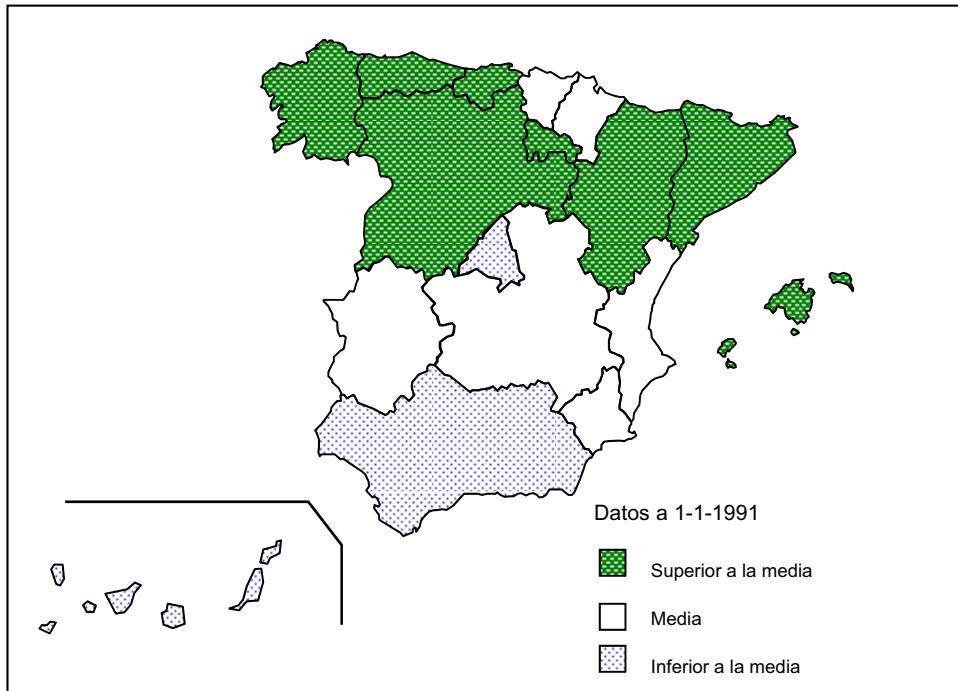 Datos a 1-1-1991
Superior a la media
Media
Inferior a la media